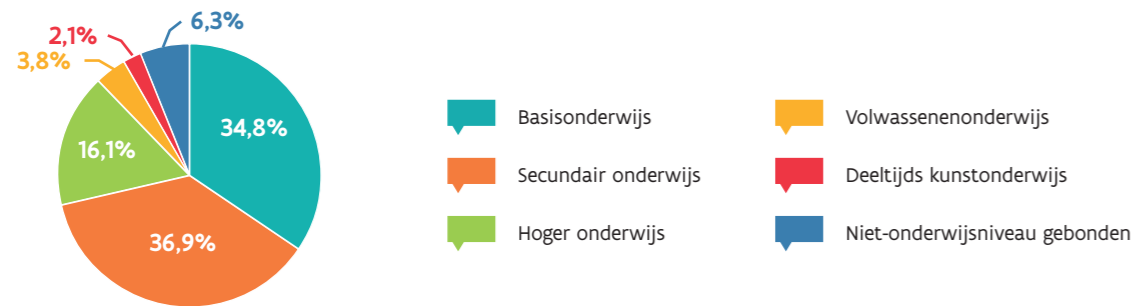 6,3%
2,1%
3,8%
34,8%
16,1%
36,9%
Basisonderwijs
Secundair onderwijs
Hoger onderwijs
Volwassenenonderwijs
Deeltijds kunstonderwijs
Niet-onderwijsniveau gebonden